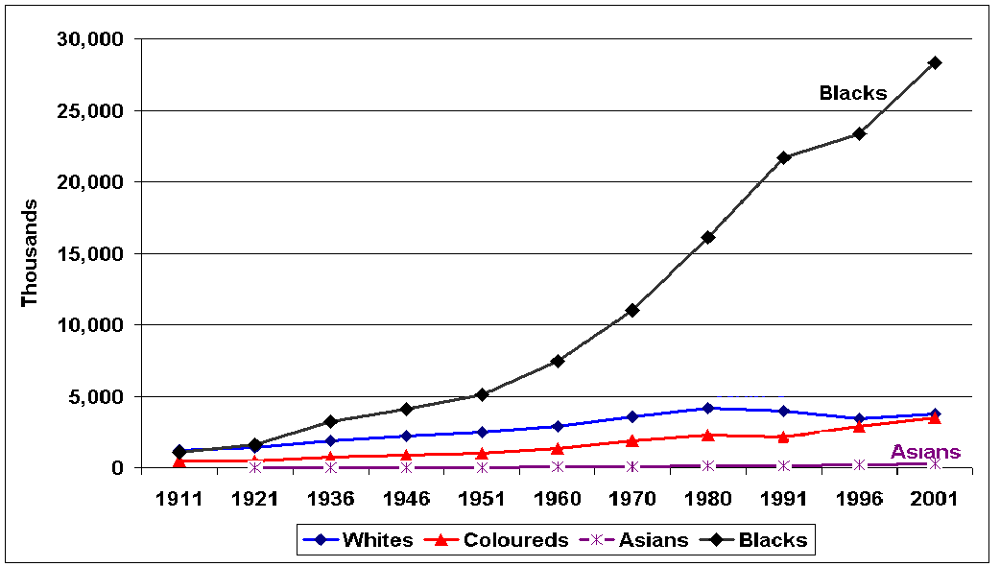 30,000
25,000
20,000
15,000
10,000
5,000
0
Thousands
Blacks
Asians
1911 1921 1936 1946 1951 1960 1970 1980 1991 1996 2001
Whites Coloureds Asians Blacks